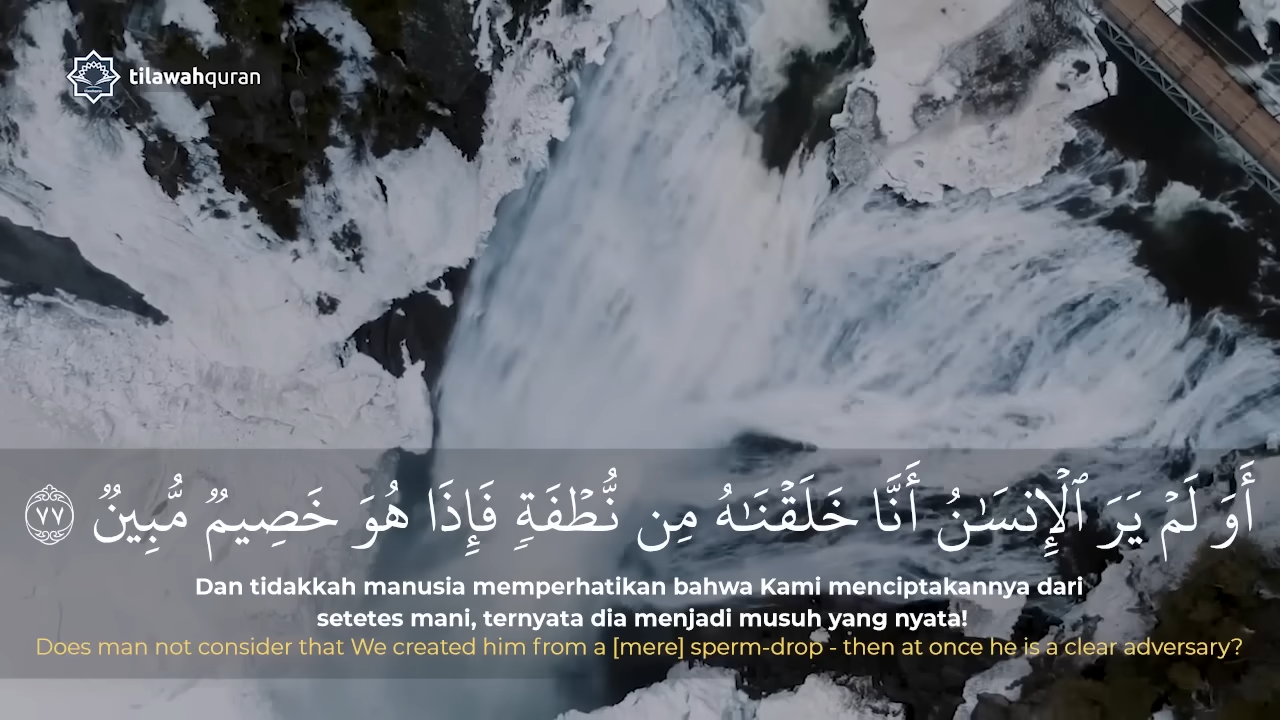 tilawahquran
أَوَ لَمْ يَرَ ٱلْإِنسَـٰنُ أَنَّا خَلَقْنَـٰهُ مِن نُّطْفَةٍ فَإِذَا هُوَ خَصِيمٌ مُّبِينٌ ٧٧
Dan tidakkah manusia memperhatikan bahwa Kami menciptakannya dari
setetes mani, ternyata dia menjadi musuh yang nyata!
Does man not consider that We created him from a [mere] sperm-drop - then at once he is a clear adversary?